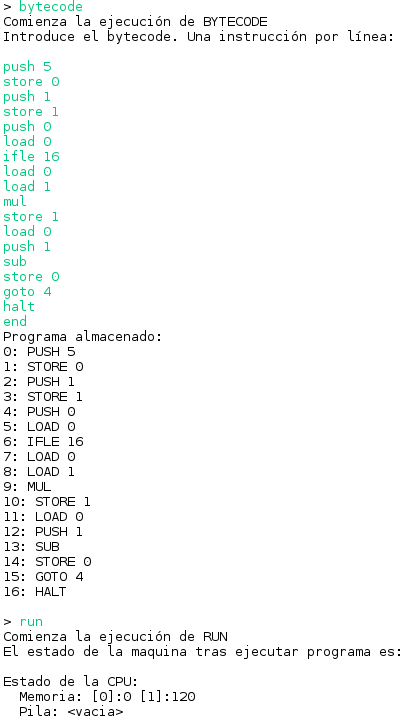 > bytecode
Comienza la ejecución de BYTECODE
Introduce el bytecode. Una instrucción por línea:
push 5
store 0
push 1
store 1
push 0
load 0
ifle 16
load 0
load 1
mul
store 1
load 0
push 1
sub
store 0
goto 4
halt
end
Programa almacenado:
0: PUSH 5
1: STORE 0
2: PUSH 1
3: STORE 1
4: PUSH 0
5: LOAD 0
6: IFLE 16
7: LOAD 0
8: LOAD 1
9: MUL
10: STORE 1
11: LOAD 0
12: PUSH 1
13: SUB
14: STORE 0
15: GOTO 4
16: HALT
> run
Comienza la ejecución de RUN
El estado de la maquina tras ejecutar programa es:
Estado de la CPU:
Memoria: [0]:0 [1]:120
Pila: <vacia>